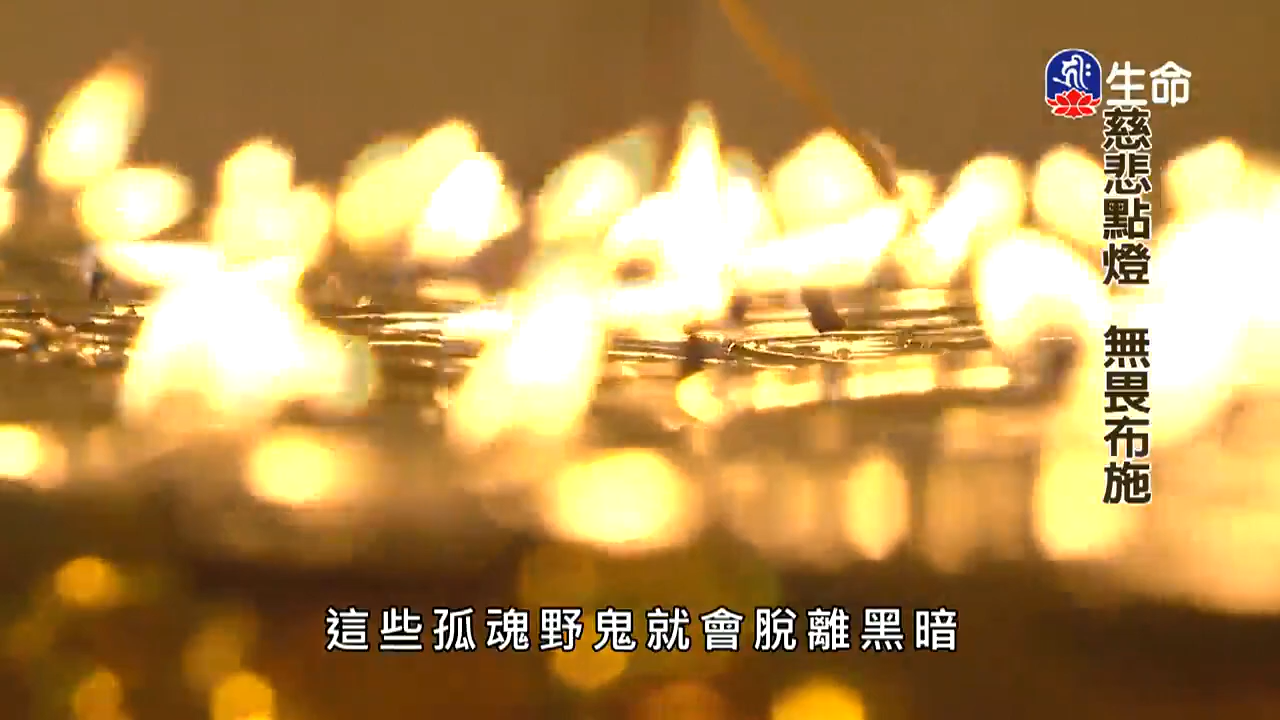 生命
慈悲點燈 無畏布施
這些孤魂野鬼就會脫離黑暗